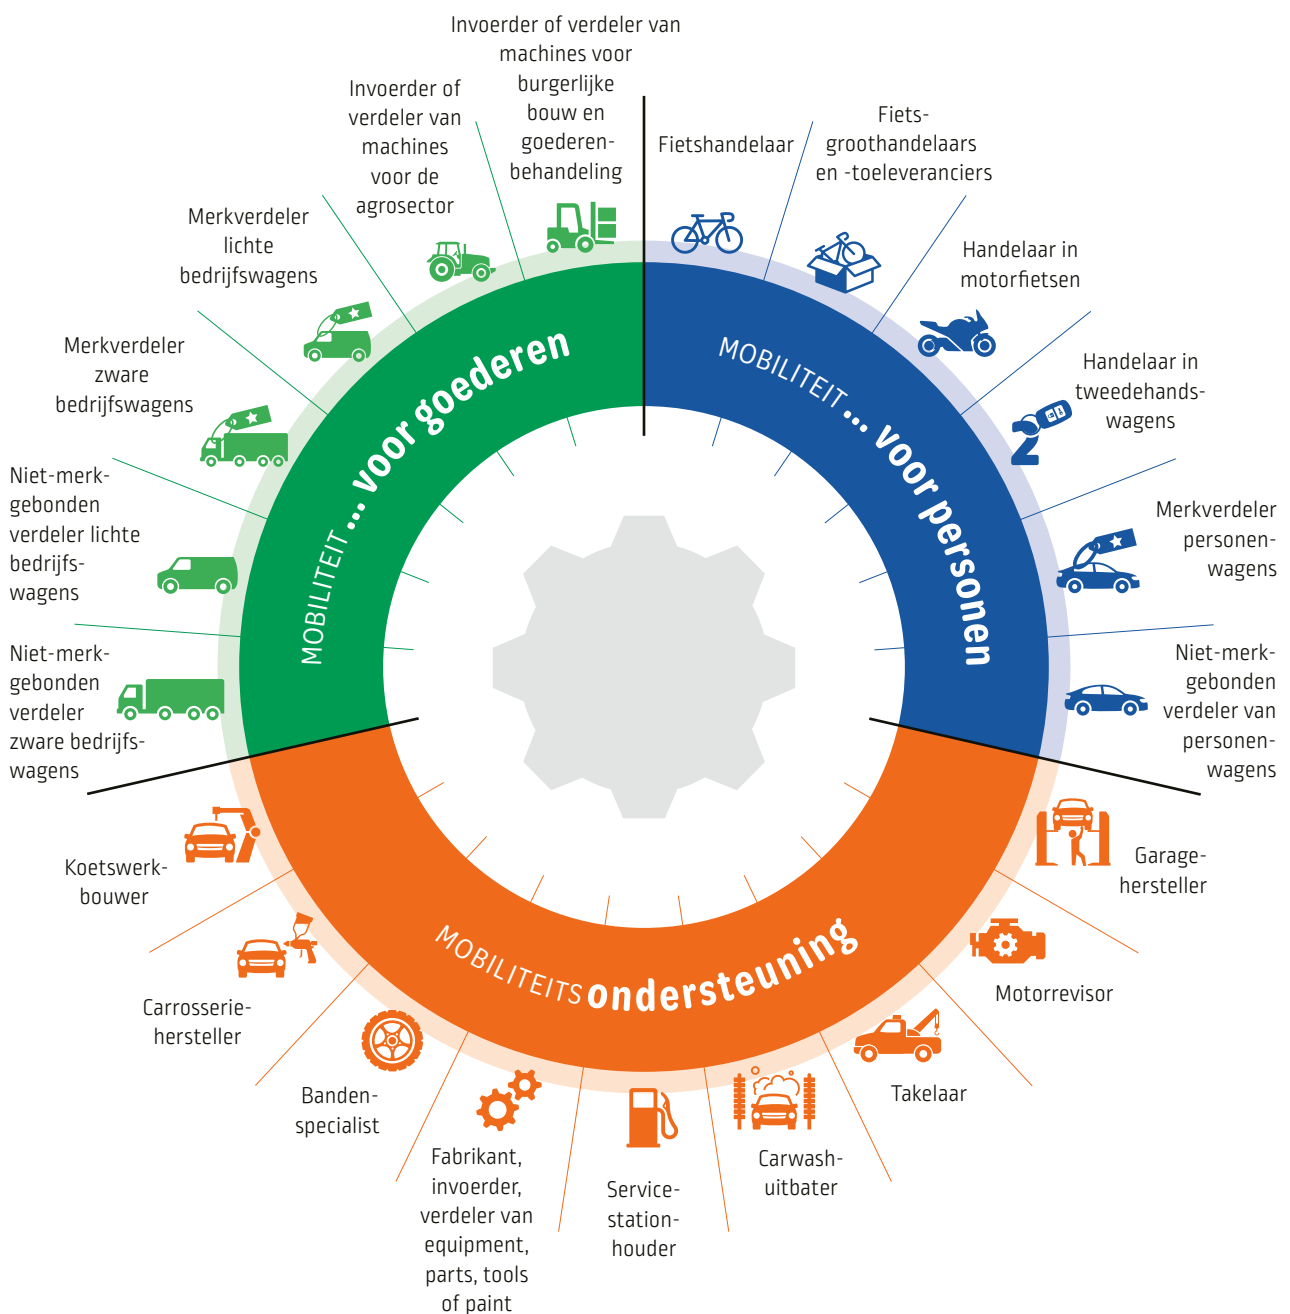 Invoerder of verdeler van
machines voor
burgerlijke
bouw en
goederen-
behandeling
Invoerder of
verdeler van
machines
voor de
agrosector
Merkverdeler
lichte
bedrijfswagens
Merkverdeler
zware
bedrijfswagens
Niet-merk-
gebonden
verdeler lichte
bedrijfs-
wagens
Niet-merk-
gebonden
verdeler
zware bedrijfs-
wagens
MOBILITEIT... voor goederen
Fietshandelaar
Fiets-
groothandelaars
en -toeleveranciers
Handelaar in
motorfietsen
Handelaar in
tweedehands-
wagens
2
Merkverdeler
personen-
wagens
Niet-merk-
gebonden
verdeler van
personen-
wagens
MOBILITEIT... voor personen
Garage-
hersteller
Motorrevisor
Takelaar
Carwash-
uitbater
Service-
station-
houder
Fabrikant,
invoerder,
verdeler van
equipment,
parts, tools
of paint
Banden-
specialist
Carrosserie-
hersteller
Koetswerk-
bouwer
MOBILITEITSondersteuning